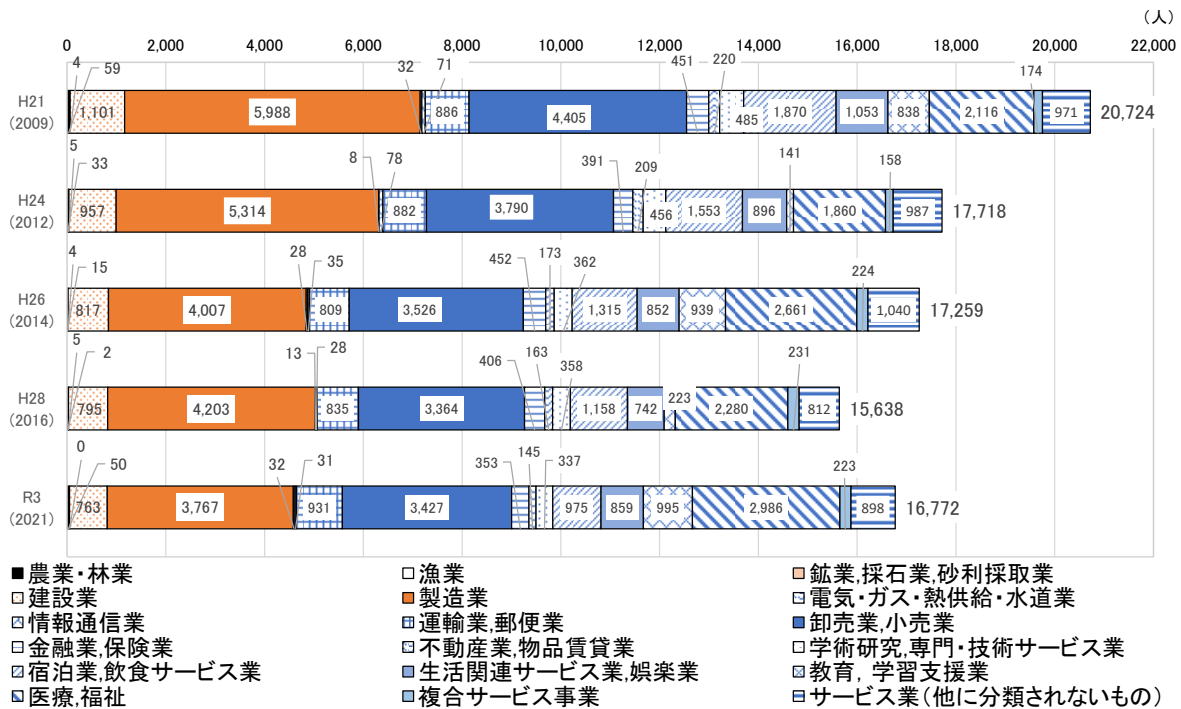 (人)
0 2,000 4,000 6,000 8,000 10,000 12,000 14,000 16,000 18,000 20,000 22,000
4 59 32 71 451 220 174
H21
(2009)
1,101 5,988 886 4,405 485 1,870 1,053 838 2,116 971 20,724
5 33 8 78 391 209 141 158
H24
(2012)
957 5,314 882 3,790 456 1,553 896 1,860 987 17,718
4 15 28 35 452 173 362 224
H26
(2014)
817 4,007 809 3,526 1,315 852 939 2,661 1,040 17,259
5 2 13 28 406 163 358 231
H28
(2016)
795 4,203 835 3,364 1,158 742 223 2,280 812 15,638
0 50 32 31 353 145 337 223
R3
(2021)
763 3,767 931 3,427 975 859 995 2,986 898 16,772
農業・林業 漁業 鉱業,採石業,砂利採取業
建設業 製造業 電気・ガス・熱供給・水道業
情報通信業 運輸業,郵便業 卸売業,小売業
金融業,保険業 不動産業,物品賃貸業 学術研究,専門・技術サービス業
宿泊業,飲食サービス業 生活関連サービス業,娯楽業 教育, 学習支援業
医療,福祉 複合サービス事業 サービス業(他に分類されないもの)